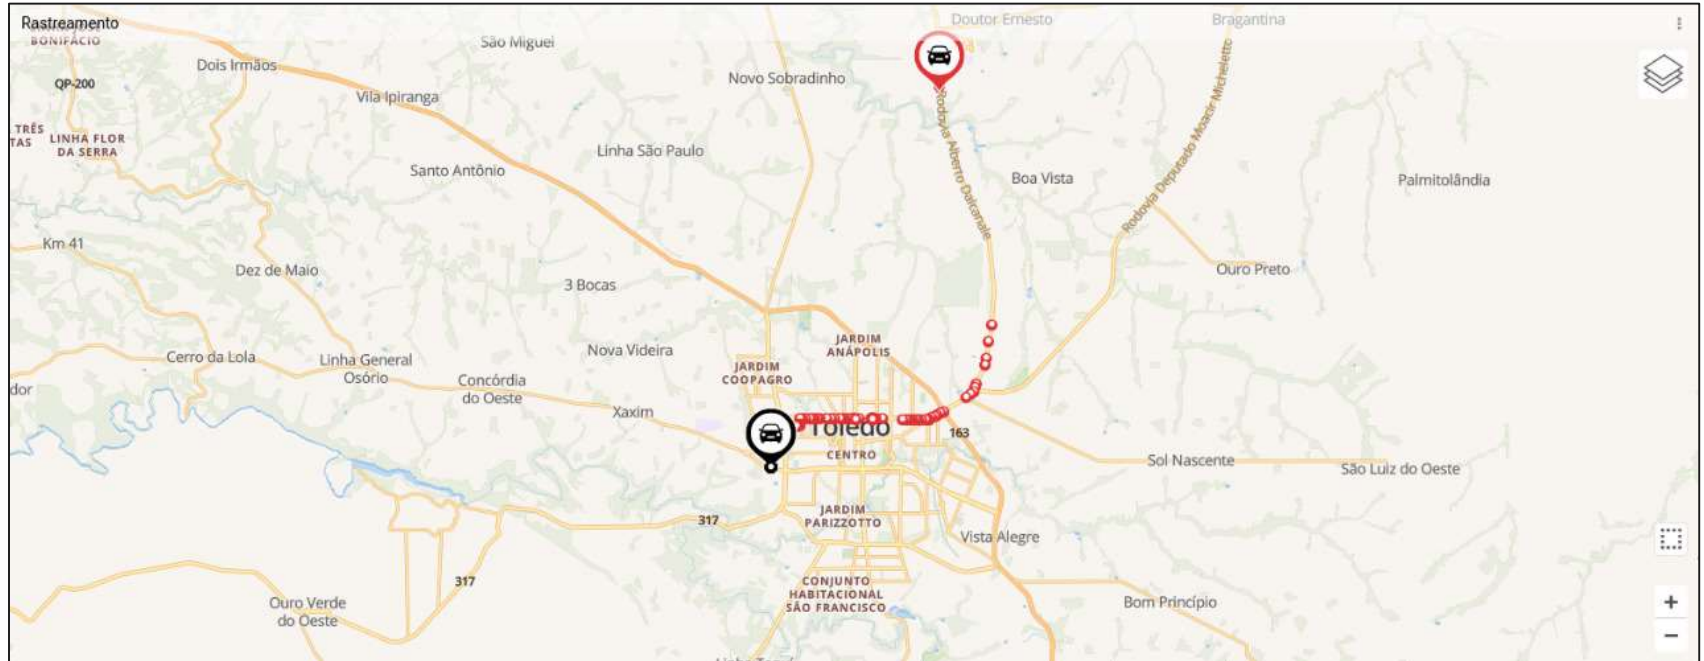 Rastreamento
BONIFÁCIO
QP-200
TRÊS
TAS
LINHA FLOR
DA SERRA
Dois Irmãos
São Miguel
Vila Ipiranga
Santo Antônio
Novo Sobradinho
Linha São Paulo
Doutor Ernesto
Bragantina
Rodovia Alberto Dalcanale
Rodovia Deputado Moacir Micheletto
Boa Vista
Palmitolândia
Km 41
Dez de Maio
3 Bocas
Ouro Preto
Cerro da Lola
Linha General
Osório
Nova Videira
JARDIM
ANÁPOLIS
JARDIM
COOPAGRO
dor
Concórdia
do Oeste
Xaxim
Toledo
CENTRO
163
Sol Nascente
São Luiz do Oeste
317
JARDIM
PARIZZOTTO
Vista Alegre
317
Ouro Verde
do Oeste
CONJUNTO
HABITACIONAL
SÃO FRANCISCO
Bom Princípio
+
−